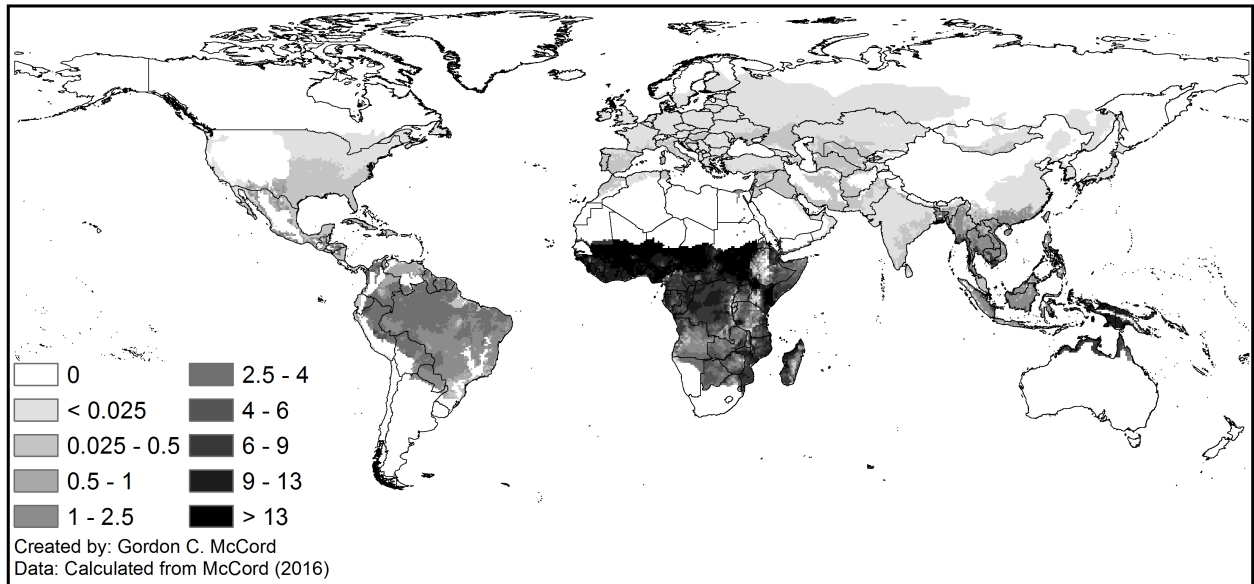 0
< 0.025
0.025 - 0.5
0.5 - 1
1 - 2.5
2.5 - 4
4 - 6
6 - 9
9 - 13
> 13
Created by: Gordon C. McCord
Data: Calculated from McCord (2016)